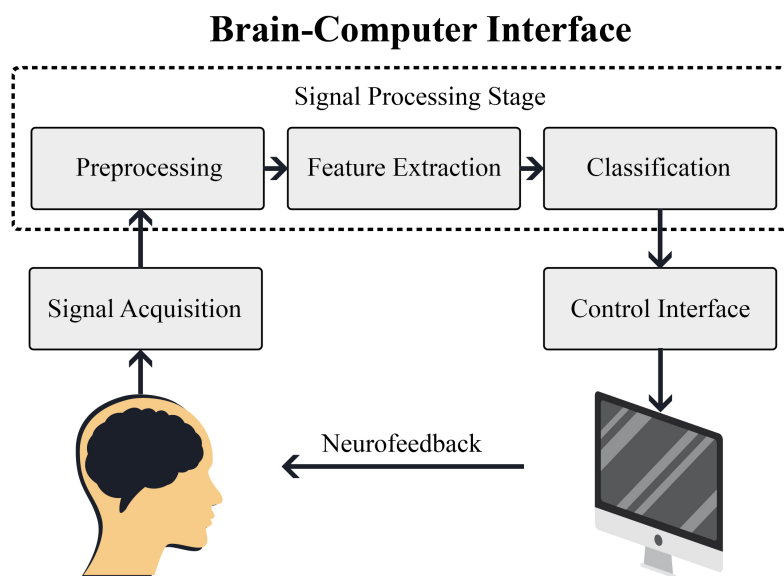 Brain-Computer Interface
Signal Processing Stage
Preprocessing
Feature Extraction
Classification
Signal Acquisition
Control Interface
Neurofeedback